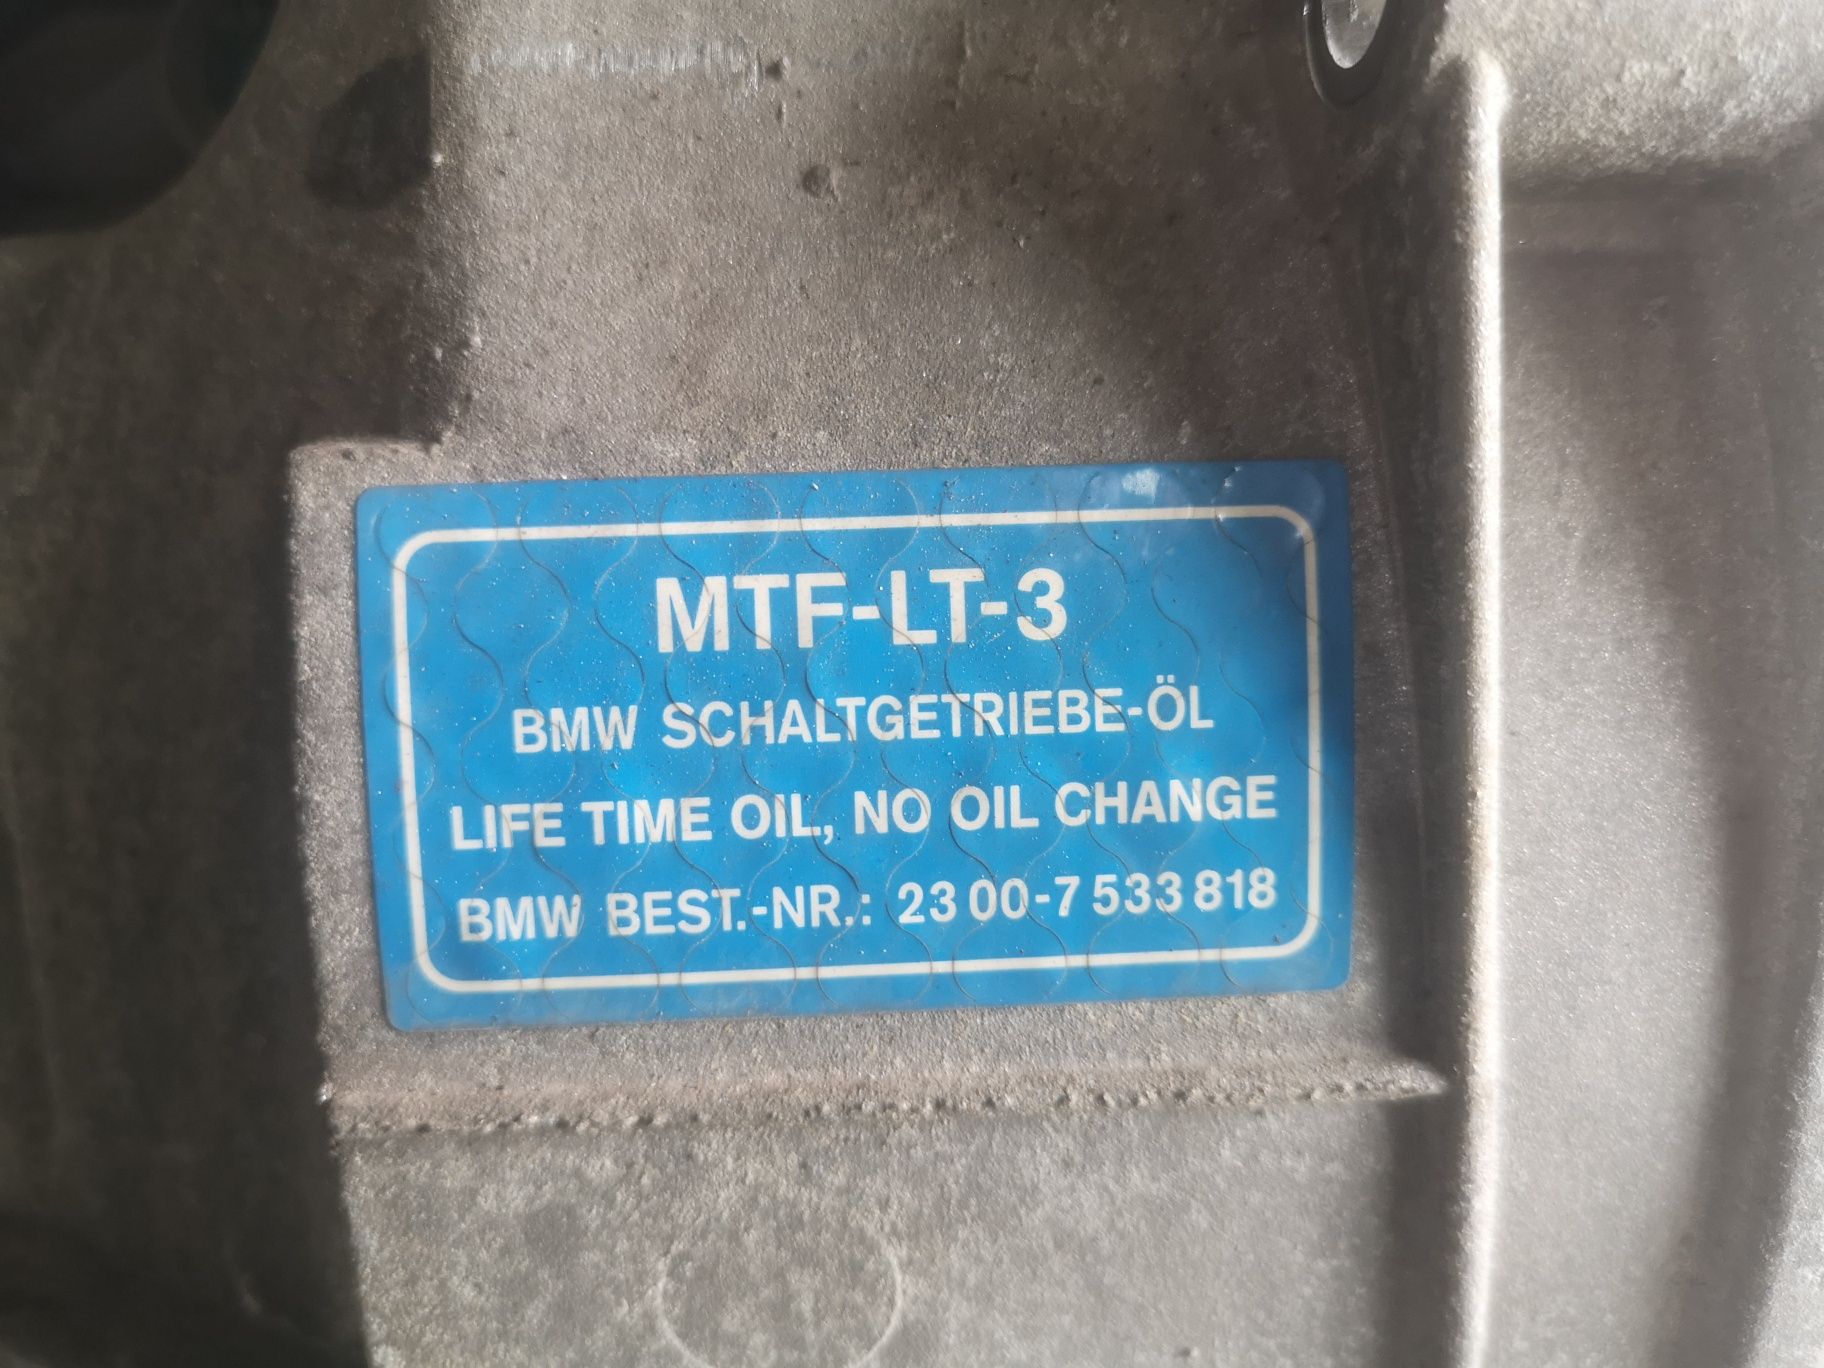 MTF-LT-3
BMW SCHALTGETRIEBE-ÖL
LIFE TIME OIL, NO OIL CHANGE
BMW BEST.-NR.: 23 00-7 533 818